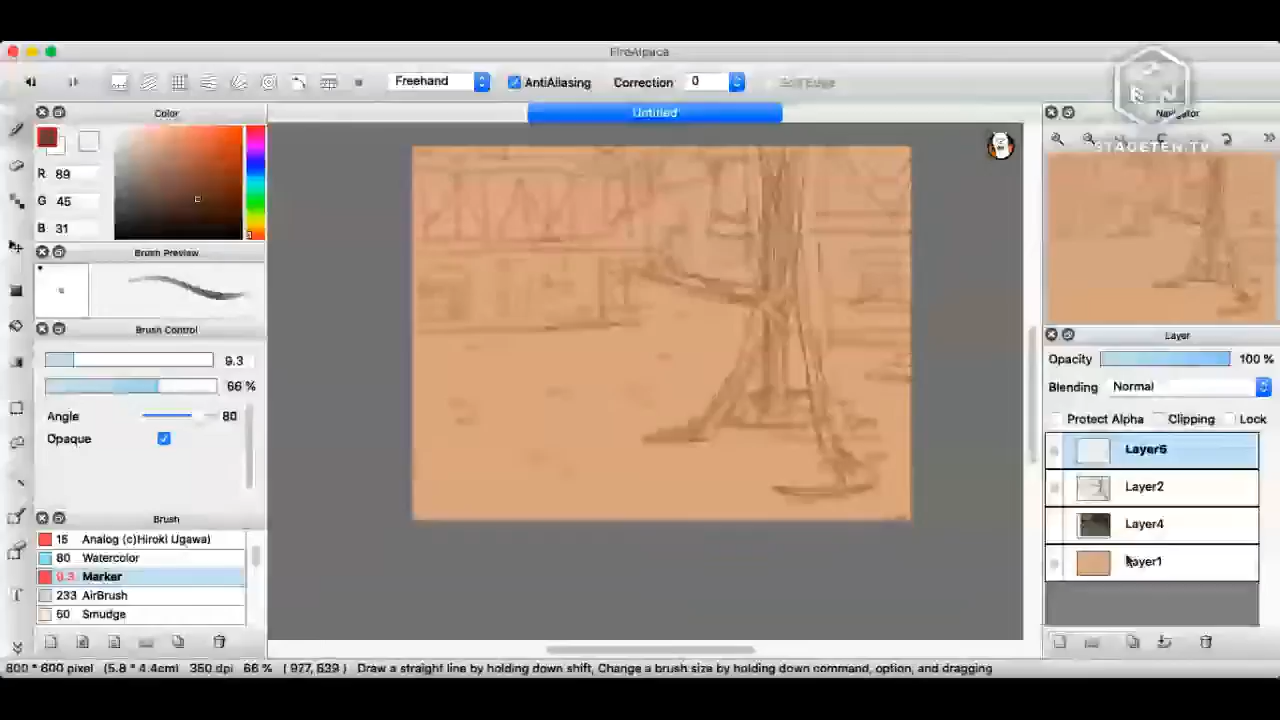 FireAlpaca
Freehand AntiAliasing Correction 0 Soft Edge
Color Untitled Navigator
STAGETEN.TV
R 89
G 45
B 31
Brush Preview
Brush Control Layer
9.3 Opacity 100 %
66 % Blending Normal
Angle 80 Protect Alpha Clipping Lock
Opaque
Layer5
Layer2
Brush
15 Analog (c)Hiroki Ugawa) Layer4
80 Watercolor Layer1
9.3 Marker
233 AirBrush
50 Smudge
T
800 * 600 pixel (5.8 * 4.4cm) 350 dpi 66 % ( 977, 639 ) Draw a straight line by holding down shift, Change a brush size by holding down command, option, and dragging